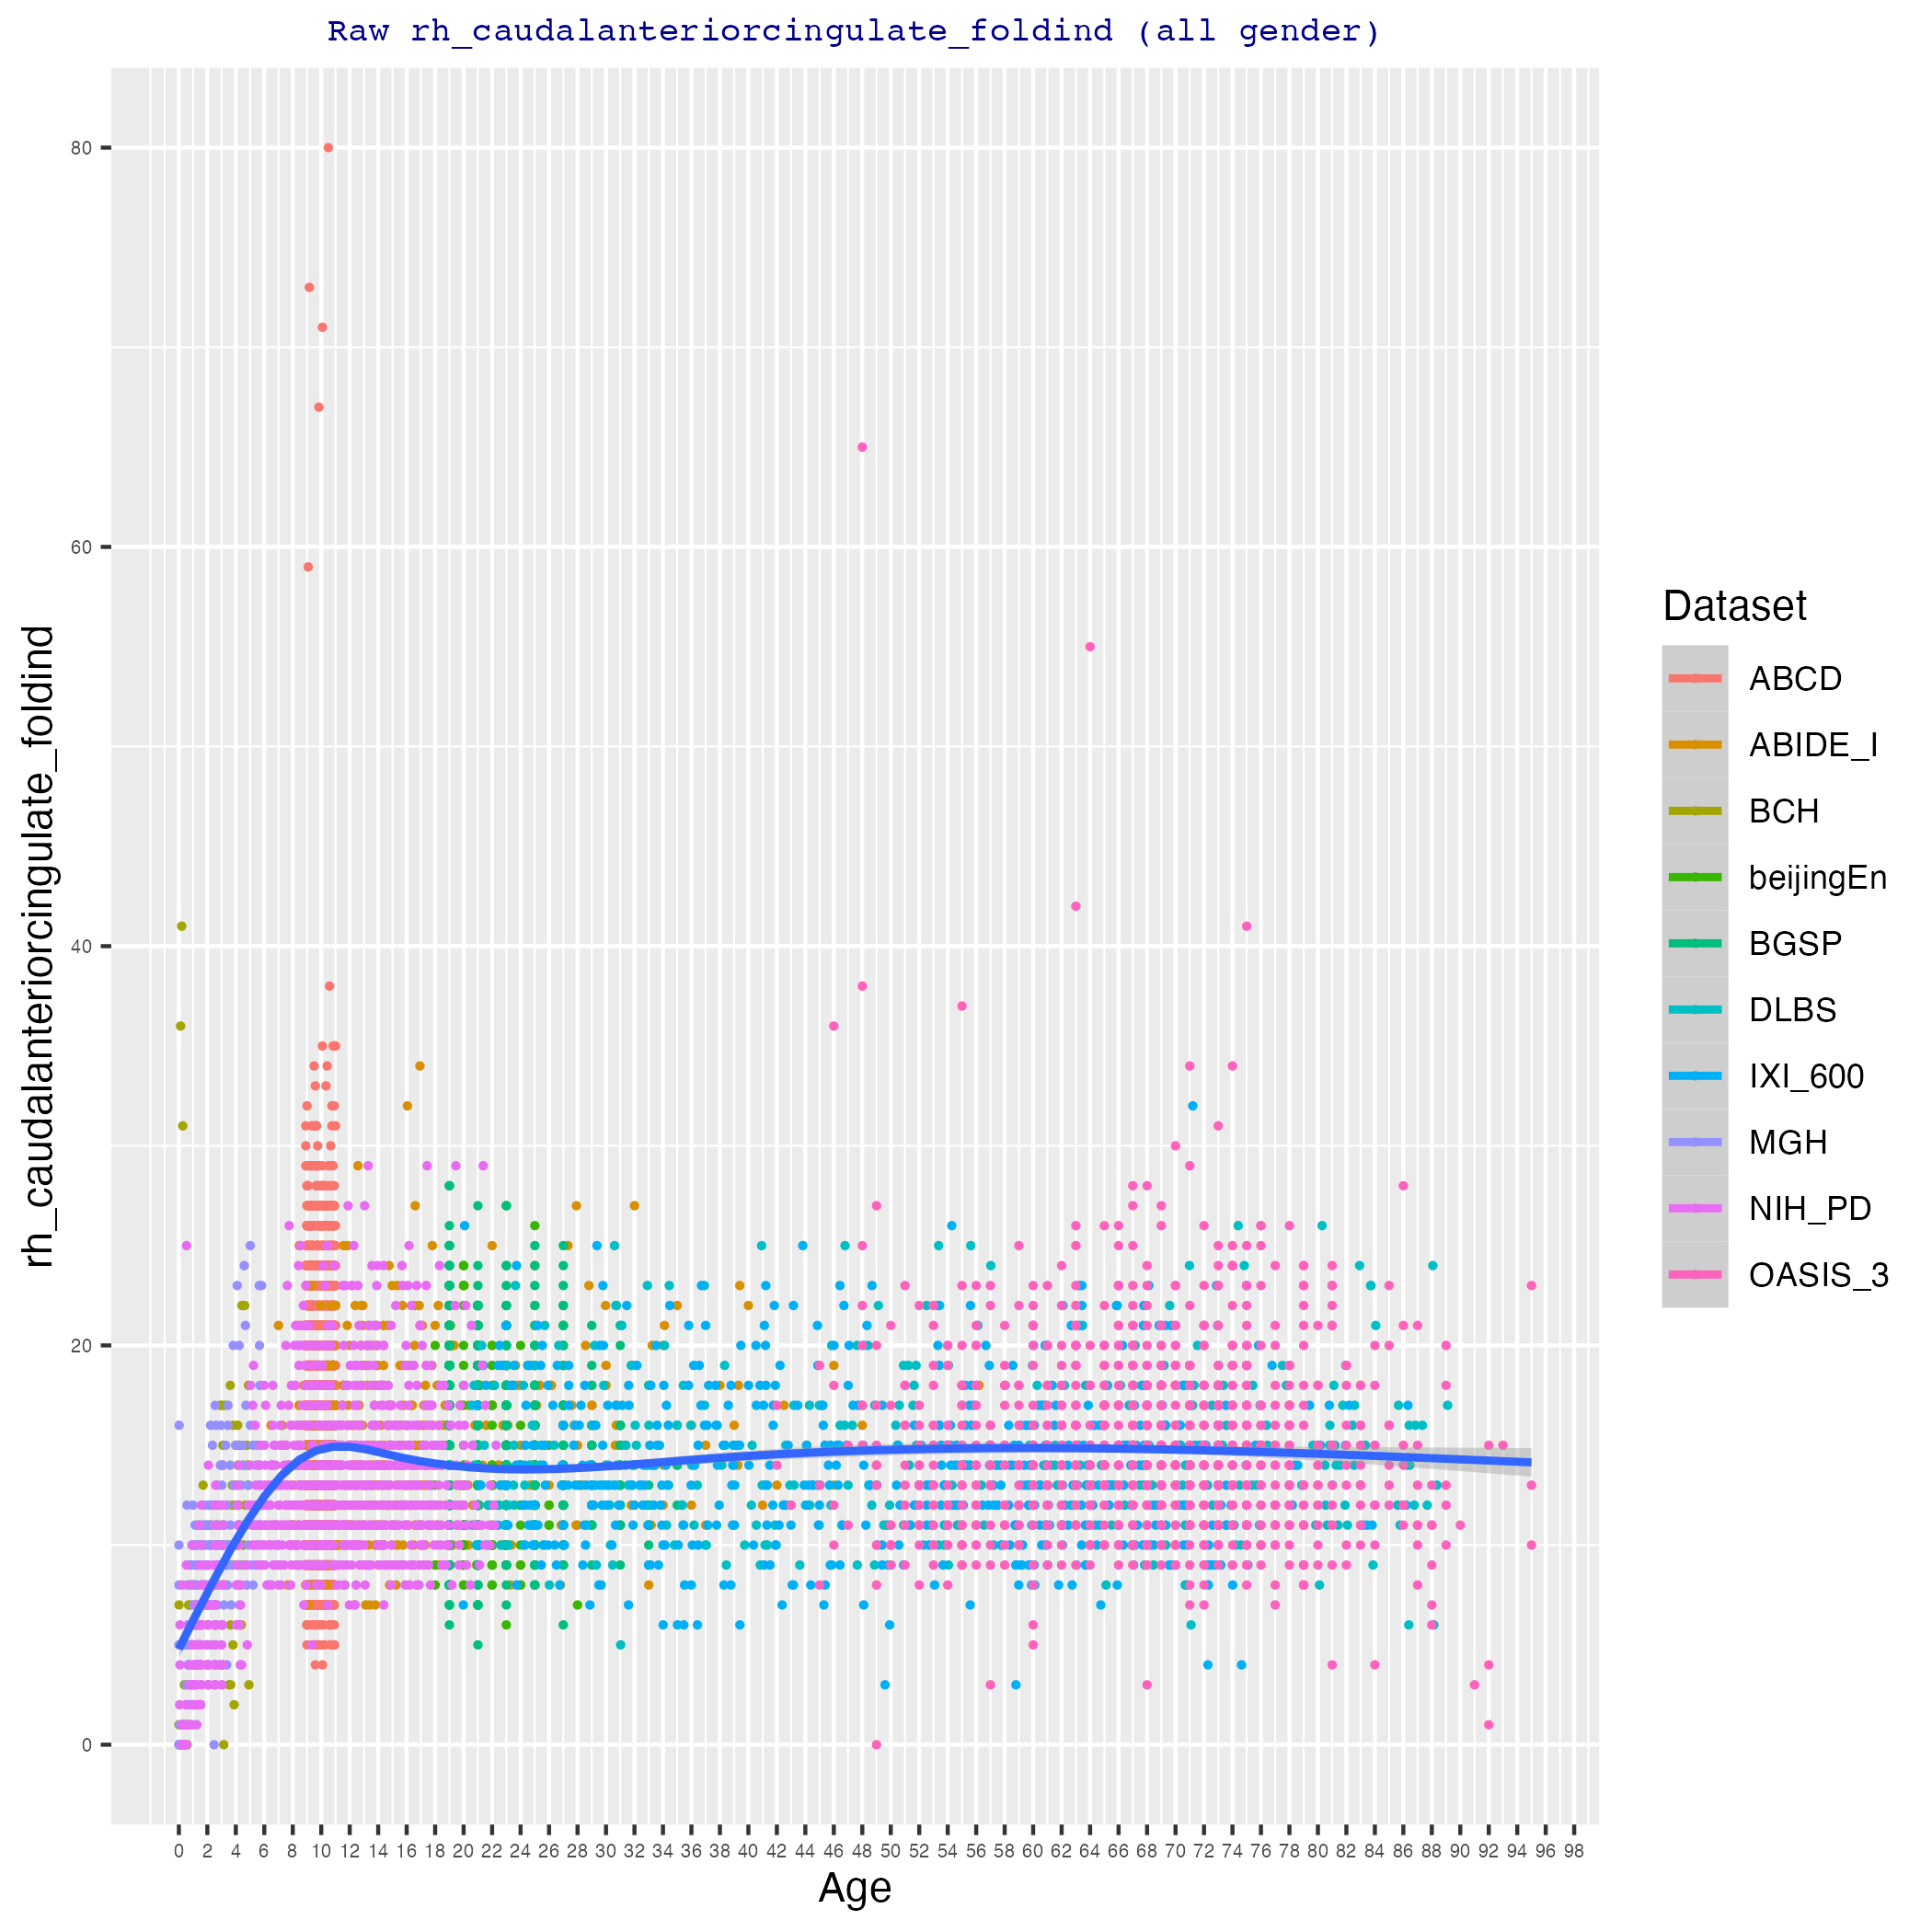 Raw rh_caudalanteriorcingulate_foldind (all gender)
rh_caudalanteriorcingulate_foldind
80
60
40
20
0
0 2 4 6 8 10 12 14 16 18 20 22 24 26 28 30 32 34 36 38 40 42 44 46 48 50 52 54 56 58 60 62 64 66 68 70 72 74 76 78 80 82 84 86 88 90 92 94 96 98
Age
Dataset
ABCD
ABIDE_I
BCH
beijingEn
BGSP
DLBS
IXI_600
MGH
NIH_PD
OASIS_3